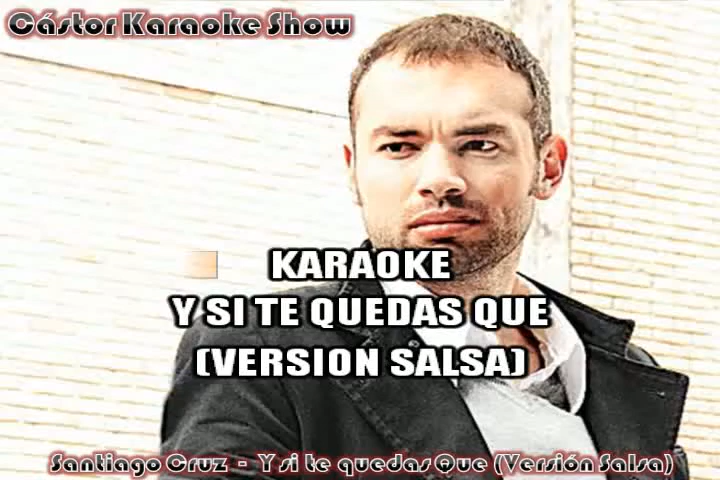 Cástor Karaoke Show
KARAOKE
Y SI TE QUEDAS QUE
(VERSION SALSA)
Santiago Cruz - Y si te quedas Que (Versión Salsa)